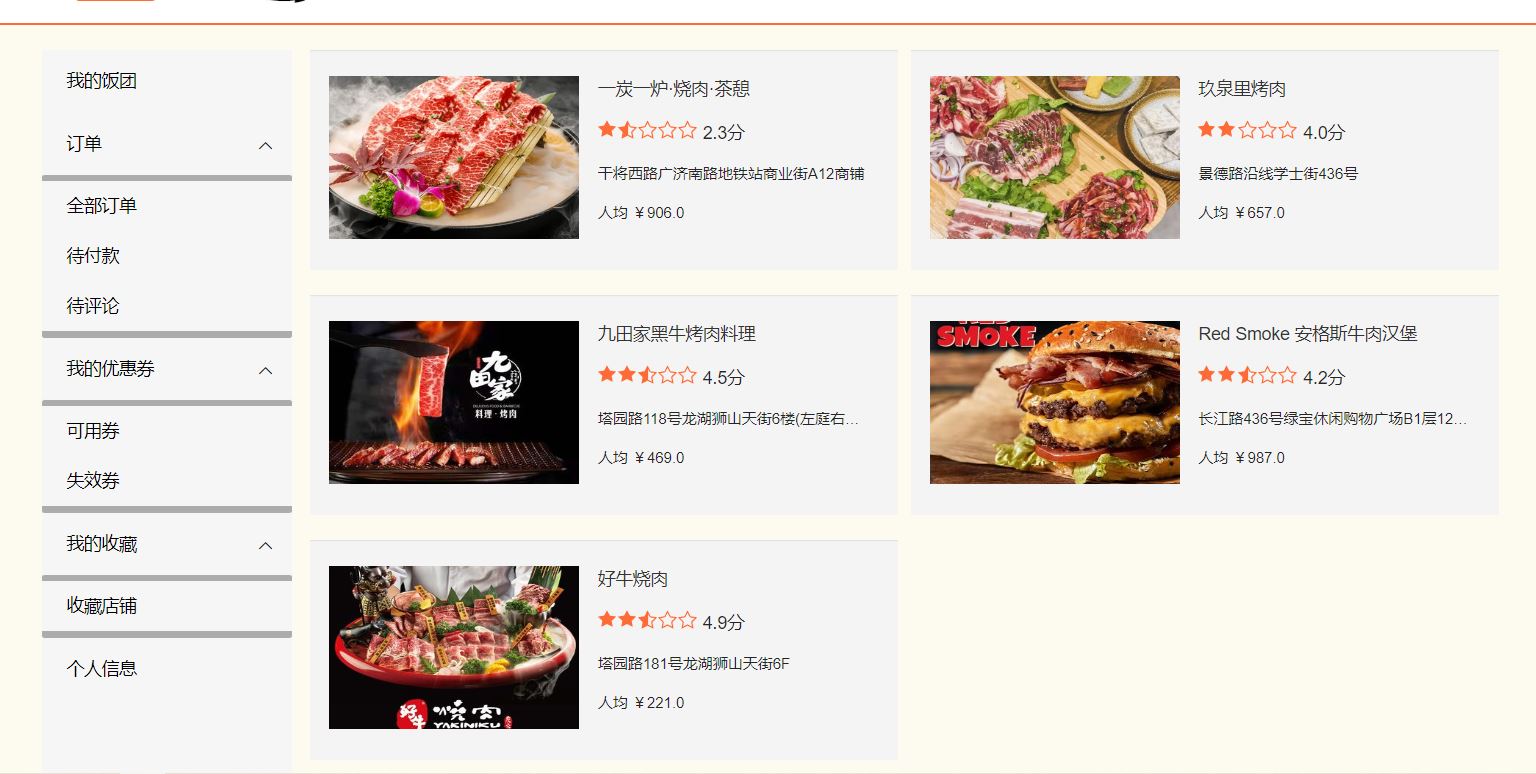 我的饭团
订单
全部订单
待付款
待评论
我的优惠券
可用券
失效券
我的收藏
收藏店铺
个人信息
一炭一炉·烧肉·茶憩
2.3分
干将西路广济南路地铁站商业街A12商铺
人均 ￥906.0
玖泉里烤肉
4.0分
景德路沿线学士街436号
人均 ￥657.0
九田家
料理·烤肉
九田家黑牛烤肉料理
4.5分
塔园路118号龙湖狮山天街6楼(左庭右...
人均 ￥469.0
RED
SMOKE
Red Smoke 安格斯牛肉汉堡
4.2分
长江路436号绿宝休闲购物广场B1层12...
人均 ￥987.0
好牛
烧肉
YAKINIKU
好牛烧肉
4.9分
塔园路181号龙湖狮山天街6F
人均 ￥221.0